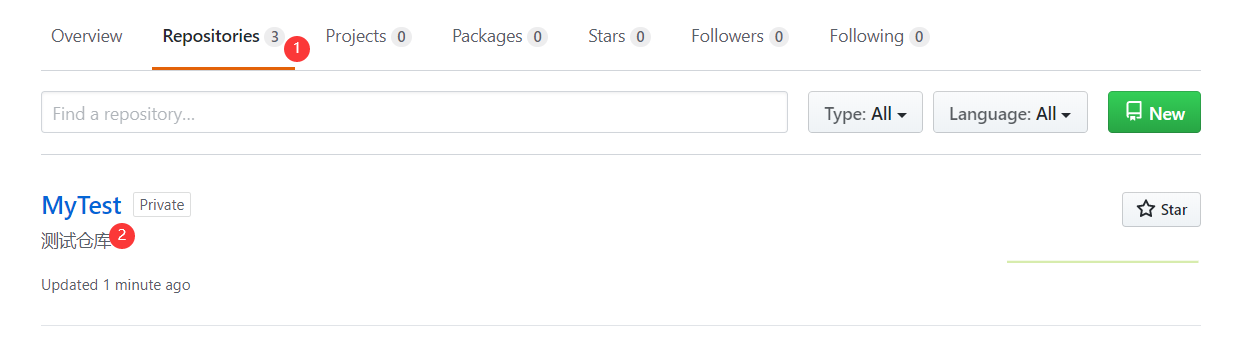 Overview Repositories 3 1 Projects 0 Packages 0 Stars 0 Followers 0 Following 0
Find a repository... Type: All Language: All New
MyTest Private Star
测试仓库 2
Updated 1 minute ago